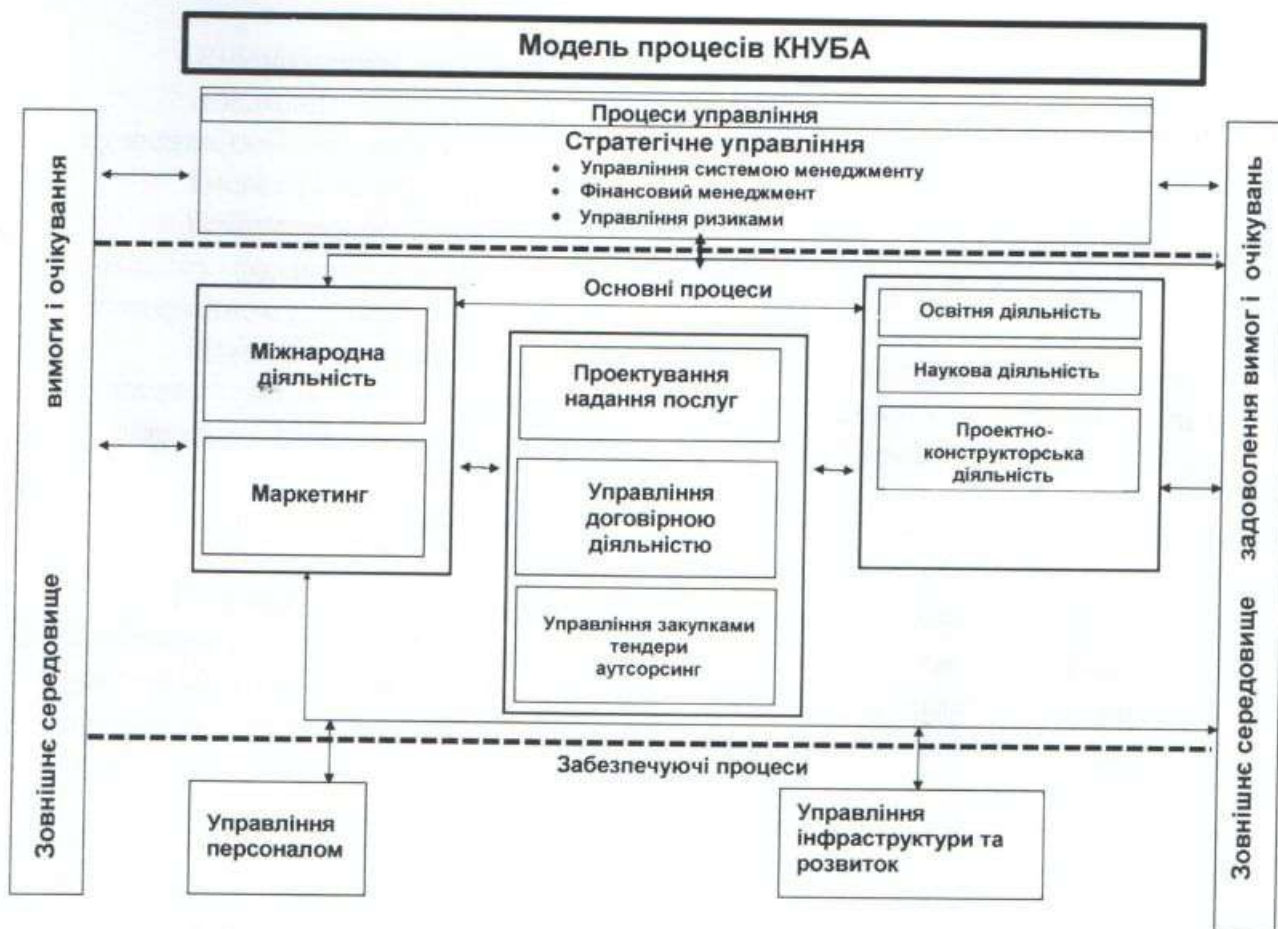 Модель процесів КНУБА
Процеси управління
Стратегічне управління
• Управління системою менеджменту
• Фінансовий менеджмент
• Управління ризиками
Зовнішнє середовище вимоги і очікування
Основні процеси
Міжнародна
діяльність
Маркетинг
Проектування
надання послуг
Управління
договірною
діяльністю
Управління закупками
тендери
аутсорсинг
Освітня діяльність
Наукова діяльність
Проектно-
конструкторська
діяльність
Зовнішнє середовище задоволення вимог і очікувань
Забезпечуючі процеси
Управління
персоналом
Управління
інфраструктури та
розвиток